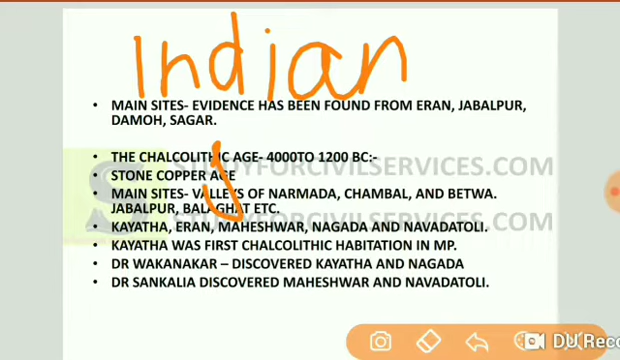 Indian
• MAIN SITES- EVIDENCE HAS BEEN FOUND FROM ERAN, JABALPUR,
DAMOH, SAGAR.
• THE CHALCOLITHIC AGE- 4000TO 1200 BC:-
STUDYFORCIVILSERVICES.COM
• STONE COPPER AGE
• MAIN SITES- VALLEYS OF NARMADA, CHAMBAL, AND BETWA.
JABALPUR, BALAGHAT ETC.
STUDYFORCIVILSERVICES.COM
• KAYATHA, ERAN, MAHESHWAR, NAGADA AND NAVADATOLI.
• KAYATHA WAS FIRST CHALCOLITHIC HABITATION IN MP.
• DR WAKANAKAR – DISCOVERED KAYATHA AND NAGADA
• DR SANKALIA DISCOVERED MAHESHWAR AND NAVADATOLI.
DU Reco